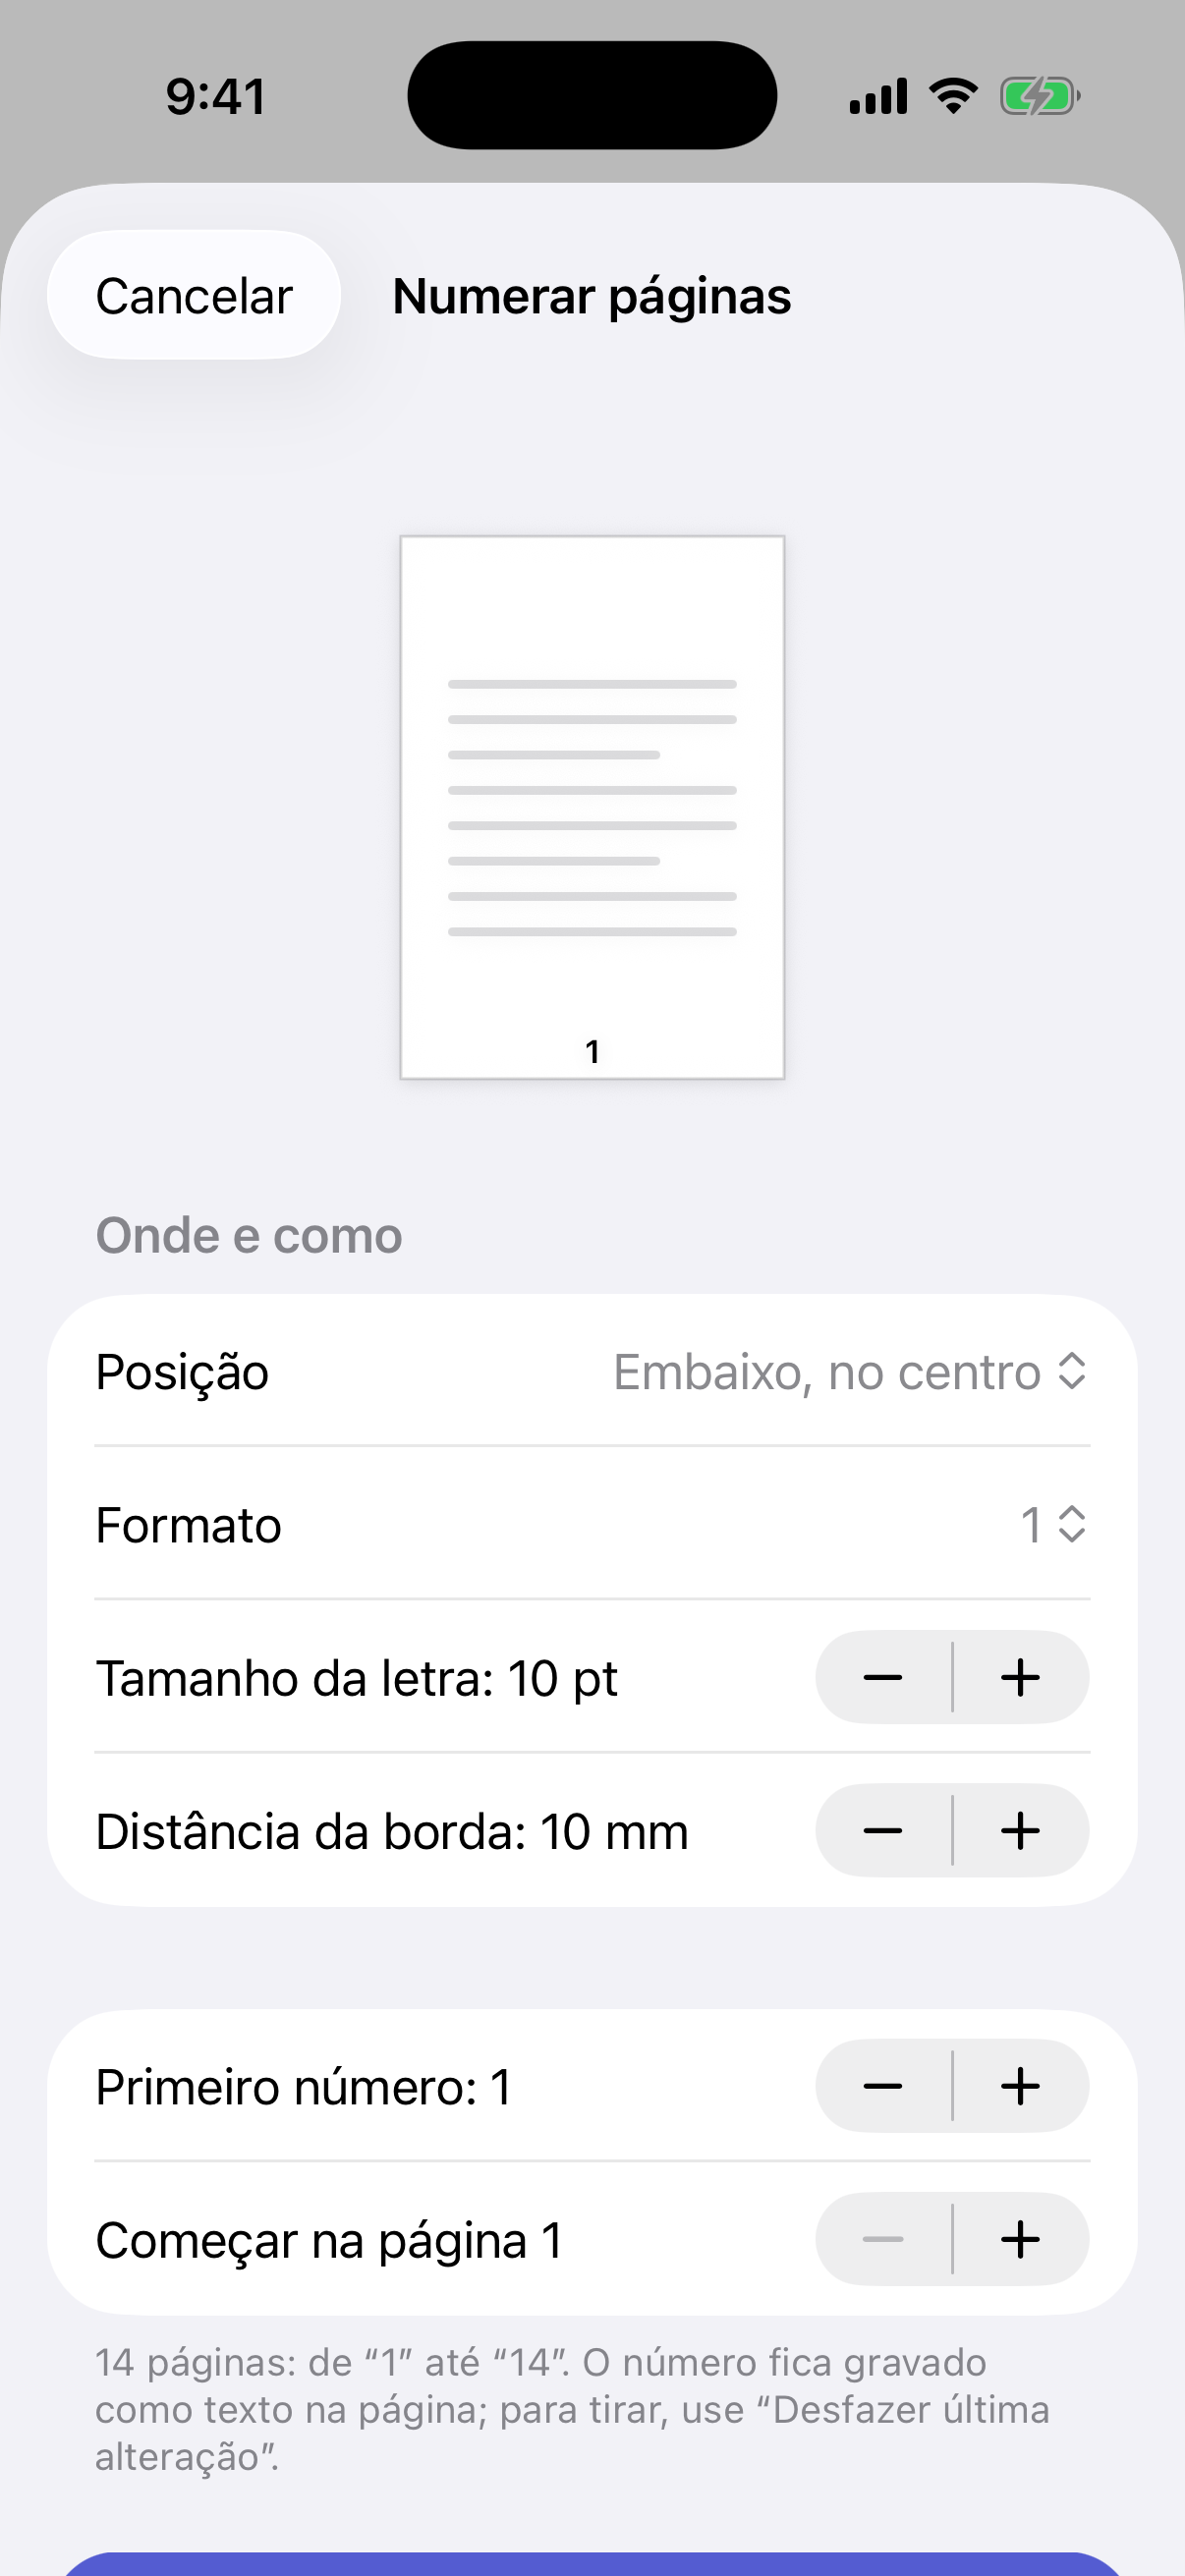 9:41
Cancelar
Numerar páginas
1
Onde e como
Posição
Embaixo, no centro
Formato
1
Tamanho da letra: 10 pt
Distância da borda: 10 mm
Primeiro número: 1
Começar na página 1
14 páginas: de “1” até “14”. O número fica gravado
como texto na página; para tirar, use “Desfazer última
alteração”.